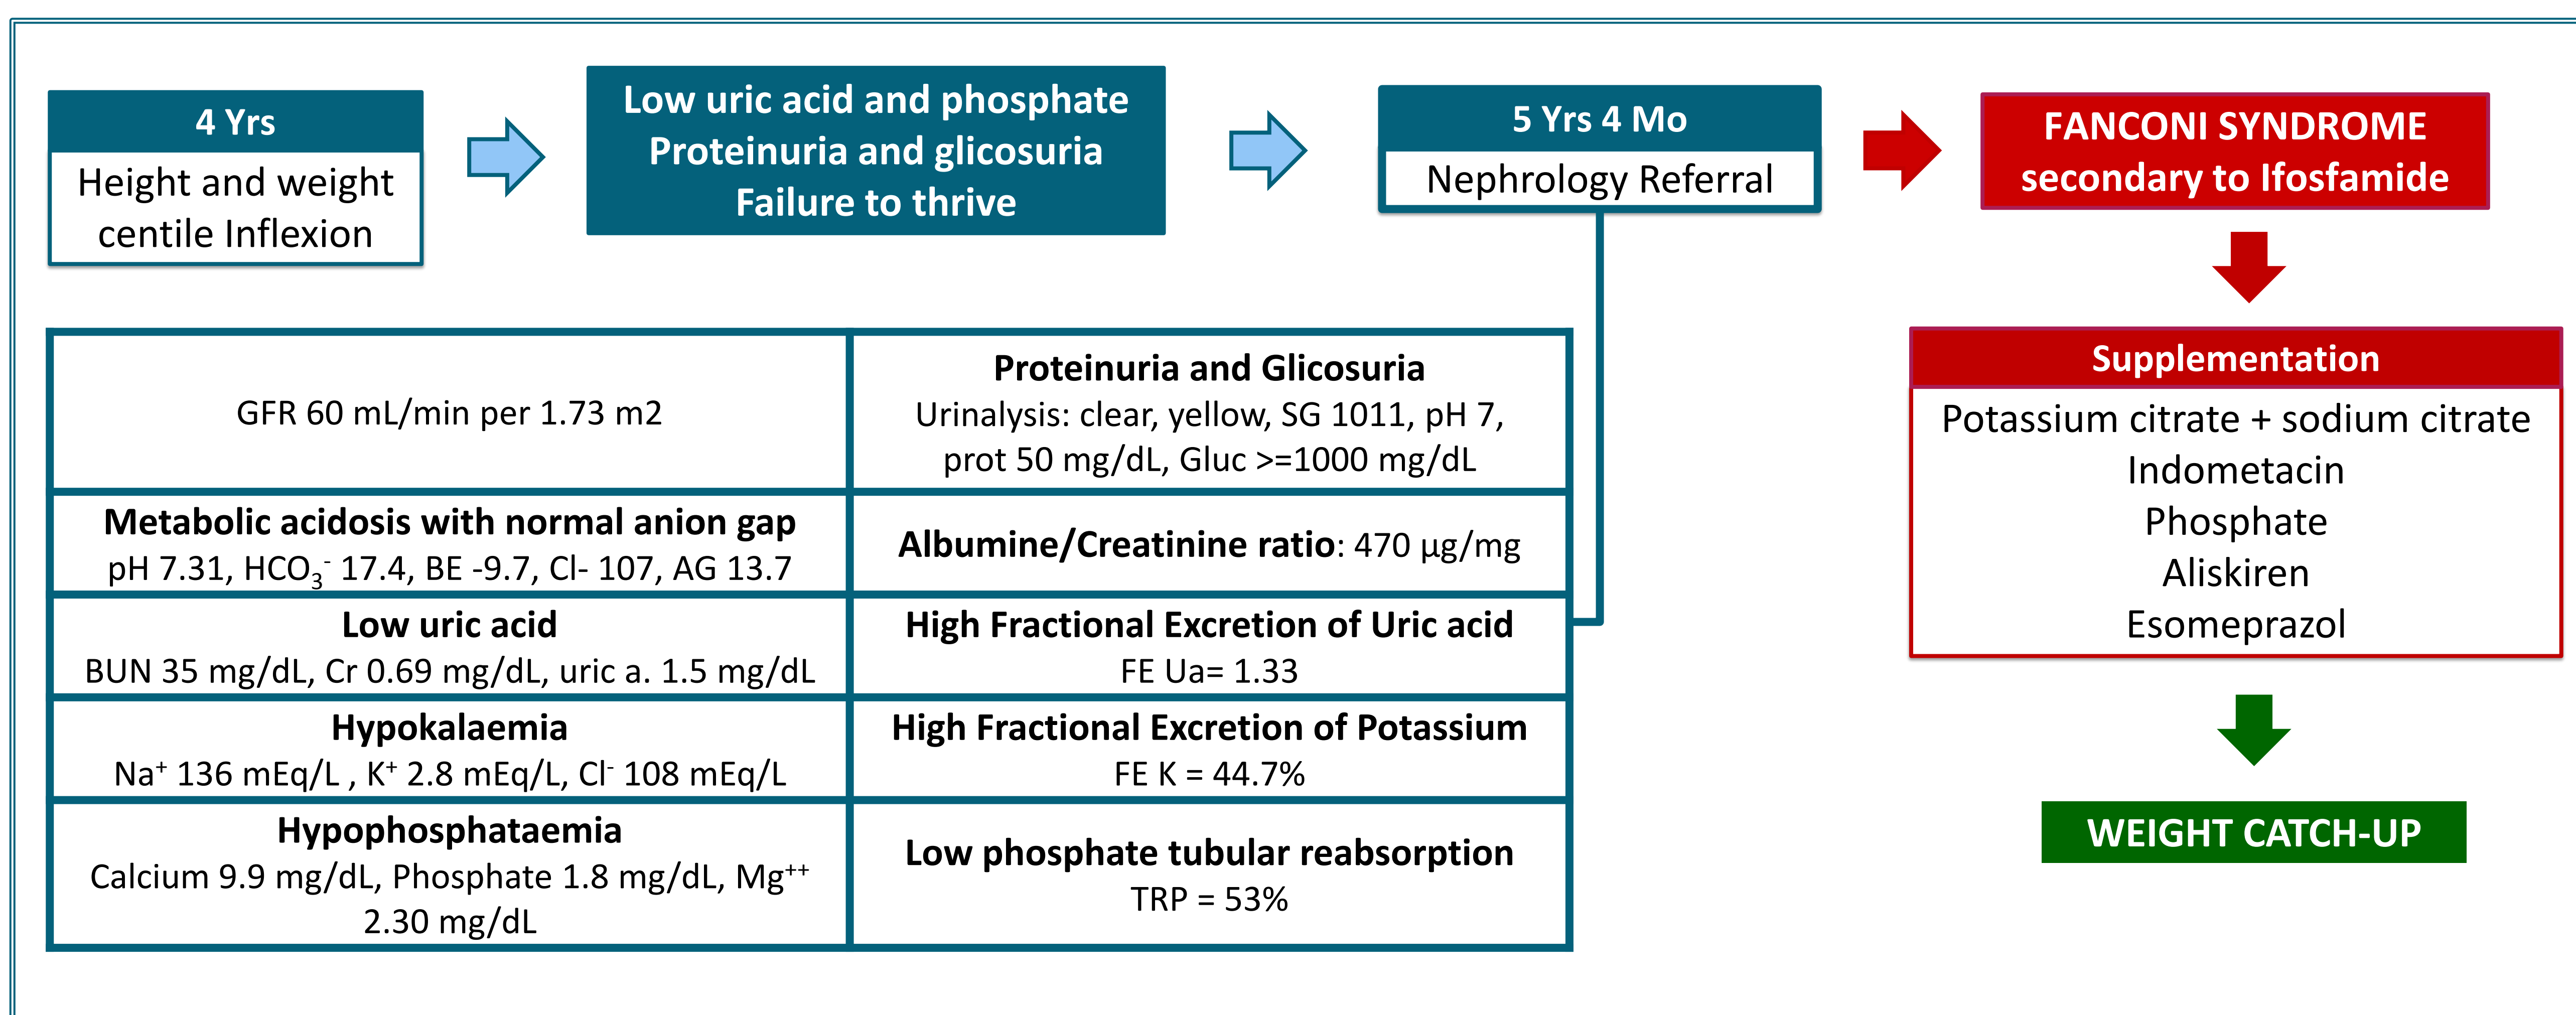 4 Yrs
Height and weight
centile Inflexion
Low uric acid and phosphate
Proteinuria and glicosuria
Failure to thrive
5 Yrs 4 Mo
Nephrology Referral
FANCONI SYNDROME
secondary to Ifosfamide
GFR 60 mL/min per 1.73 m2
Proteinuria and Glicosuria
Urinalysis: clear, yellow, SG 1011, pH 7,
prot 50 mg/dL, Gluc >=1000 mg/dL
Metabolic acidosis with normal anion gap
pH 7.31, HCO₃⁻ 17.4, BE -9.7, Cl- 107, AG 13.7
Albumine/Creatinine ratio: 470 µg/mg
Low uric acid
BUN 35 mg/dL, Cr 0.69 mg/dL, uric a. 1.5 mg/dL
High Fractional Excretion of Uric acid
FE Ua= 1.33
Hypokalaemia
Na⁺ 136 mEq/L , K⁺ 2.8 mEq/L, Cl⁻ 108 mEq/L
High Fractional Excretion of Potassium
FE K = 44.7%
Hypophosphataemia
Calcium 9.9 mg/dL, Phosphate 1.8 mg/dL, Mg⁺⁺
2.30 mg/dL
Low phosphate tubular reabsorption
TRP = 53%
Supplementation
Potassium citrate + sodium citrate
Indometacin
Phosphate
Aliskiren
Esomeprazol
WEIGHT CATCH-UP